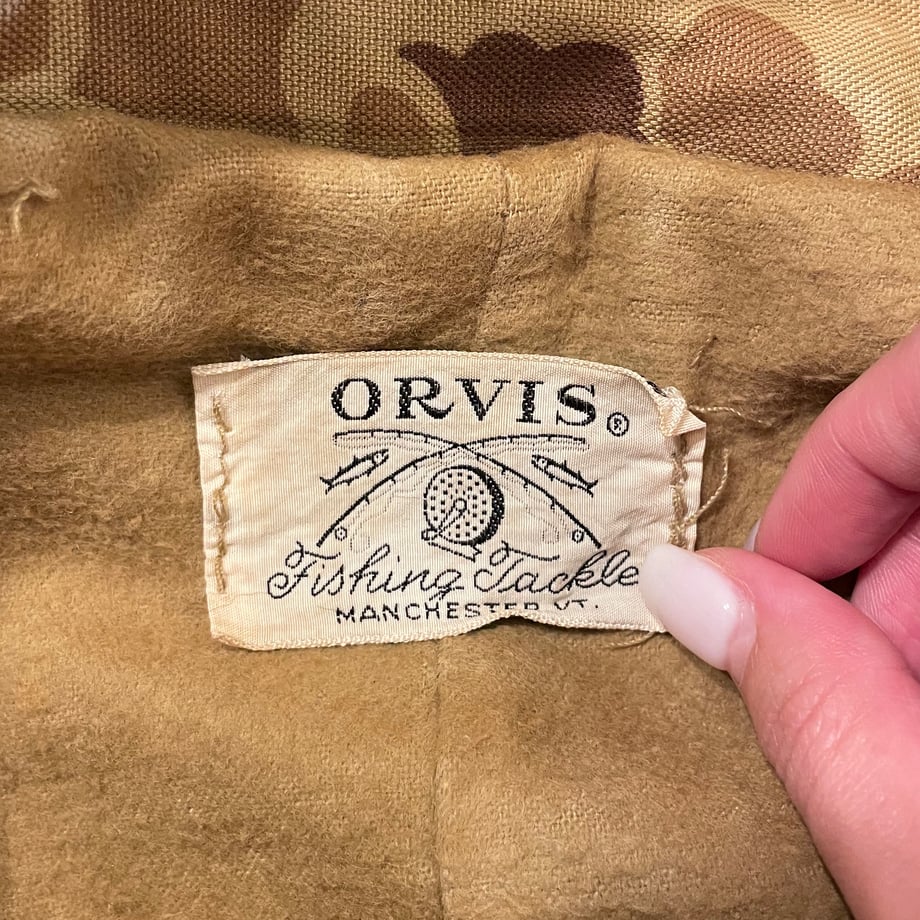 ORVIS®
Fishing Tackle
MANCHESTER VT.